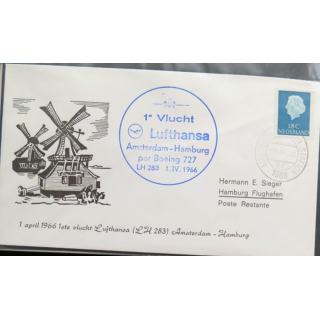 1e Vlucht
Lufthansa
Amsterdam - Hamburg
per Boeing 727
LH 283 1.IV.1966
18 C
NEDERLAND
1966
Hermann E. Sieger
Hamburg Flughafen
Poste Restante
1 april 1966 1ste vlucht Lufthansa (LH 283) Amsterdam - Hamburg